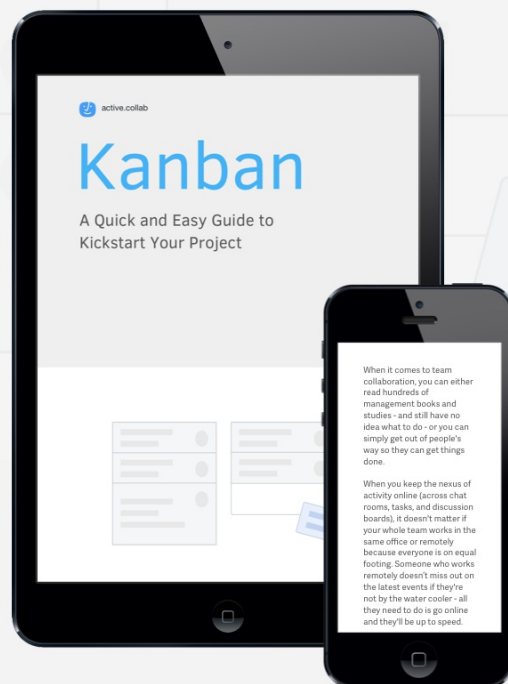 active.collab
Kanban
A Quick and Easy Guide to
Kickstart Your Project
When it comes to team
collaboration, you can either
read hundreds of
management books and
studies - and still have no
idea what to do - or you can
simply get out of people's
way so they can get things
done.
When you keep the nexus of
activity online (across chat
rooms, tasks, and discussion
boards), it doesn't matter if
your whole team works in the
same office or remotely
because everyone is on equal
footing. Someone who works
remotely doesn't miss out on
the latest events if they're
not by the water cooler - all
they need to do is go online
and they'll be up to speed.